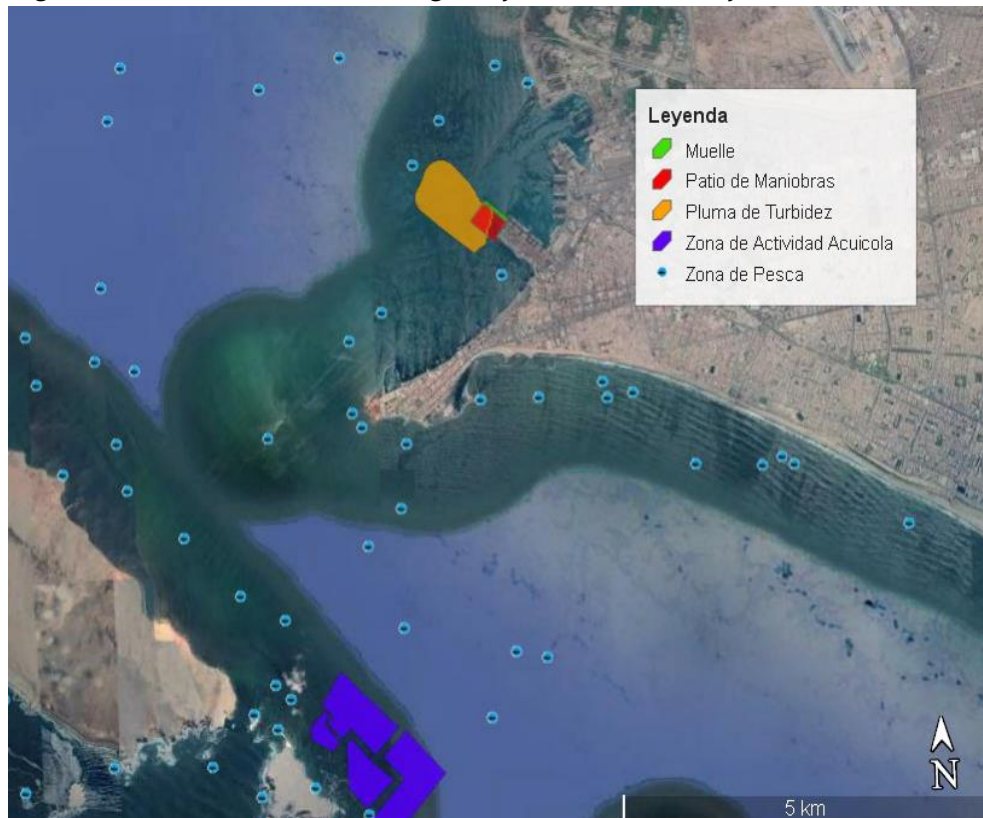 Leyenda
Muelle
Patio de Maniobras
Pluma de Turbidez
Zona de Actividad Acuicola
Zona de Pesca
N
5 km